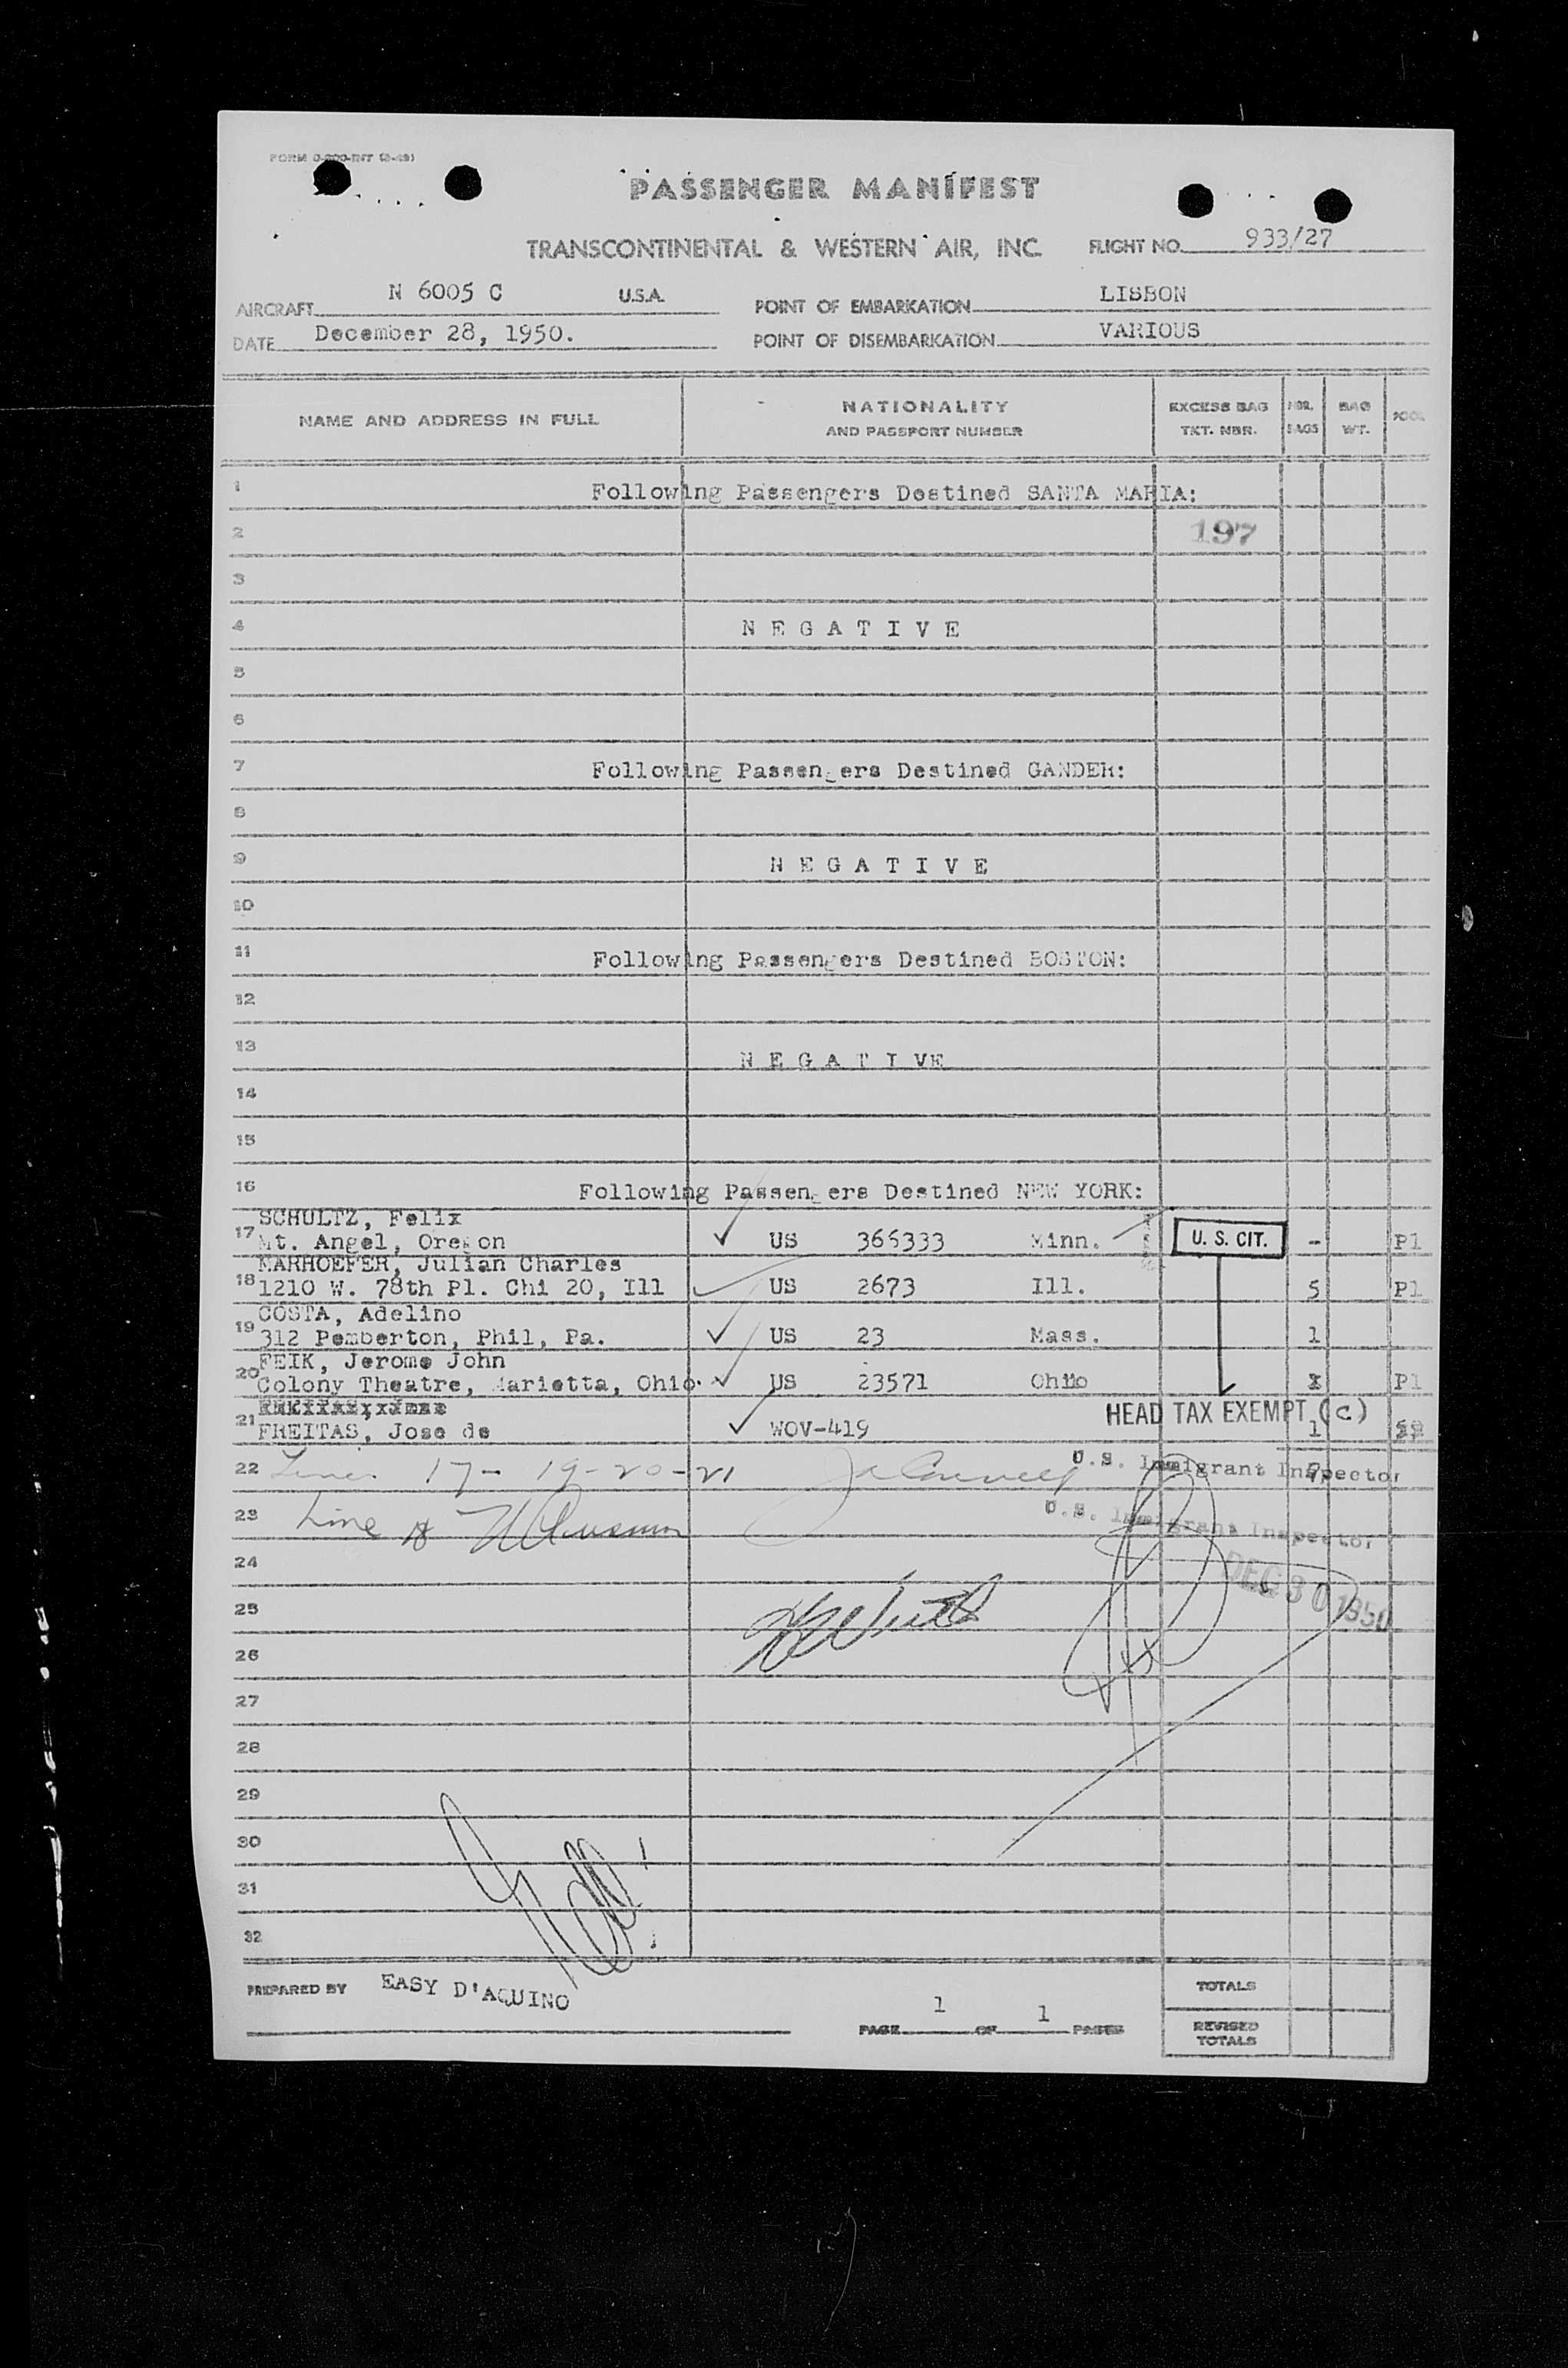 PASSENGER MANIFEST
TRANSCONTINENTAL & WESTERN AIR, INC. FLIGHT NO. 933/27
AIRCRAFT N 6005 C U.S.A. POINT OF EMBARKATION LISBON
DATE December 28, 1950. POINT OF DISEMBARKATION VARIOUS
NAME AND ADDRESS IN FULL NATIONALITY AND PASSPORT NUMBER EXCESS BAG TKT. NBR. NBR. BAGS BAG WT.
1 Following Passengers Destined SANTA MARIA:
2 197
3
4 N E G A T I V E
5
6
7 Following Passengers Destined GANDER:
8
9 N E G A T I V E
10
11 Following Passengers Destined BOSTON:
12
13 N E G A T I VE
14
15
16 Following Passengers Destined NEW YORK:
SCHULTZ, Felix
17 Mt. Angel, Oregon US 366333 Minn. U. S. CIT. - Pl
MARHOEFER, Julian Charles
18 1210 W. 78th Pl. Chi 20, Ill US 2673 Ill. 5 Pl
COSTA, Adelino
19 312 Pemberton, Phil, Pa. US 23 Mass. 1
FEIK, Jerome John
20 Colony Theatre, Marietta, Ohio. US 23571 Ohio Pl
HEAD TAX EXEMPT (C)
21 FREITAS, Jose de WOV-419 1
22 17- 19-20-21 U.S. Immigrant Inspector
23 Line U.S. Immigrant Inspector
24 DEC 30 1950
25
26
27
28
29
30
31
32
PREPARED BY EASY D'AQUINO TOTALS
PAGE 1 OF 1 PAGES REVISED TOTALS